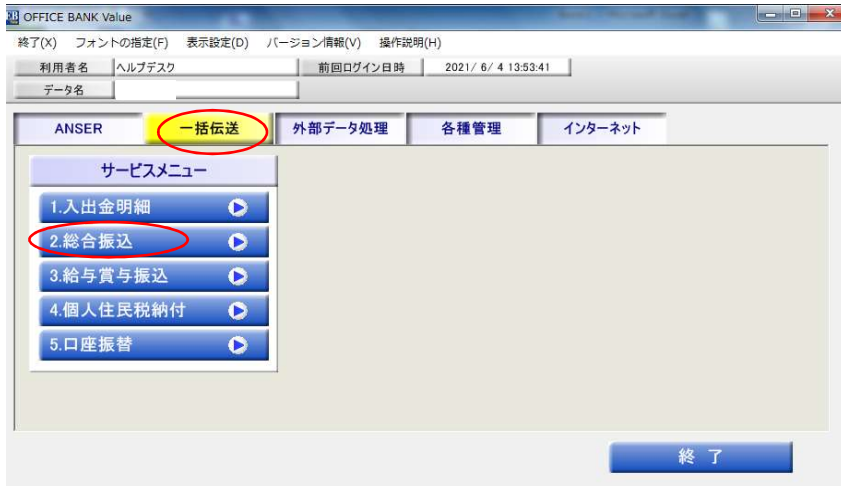 OFFICE BANK Value
終了(X) フォントの指定(F) 表示設定(D) バージョン情報(V) 操作説明(H)
利用者名 ヘルプデスク 前回ログイン日時 2021/ 6/ 4 13:53:41
データ名
ANSER 一括伝送 外部データ処理 各種管理 インターネット
サービスメニュー
1.入出金明細
2.総合振込
3.給与賞与振込
4.個人住民税納付
5.口座振替
終 了